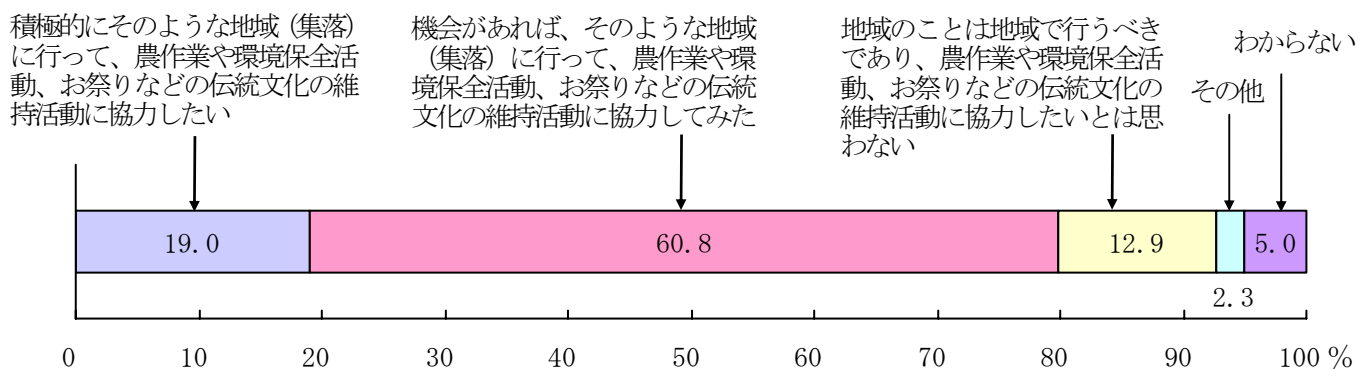 積極的にそのような地域（集落）
に行って、農作業や環境保全活
動、お祭りなどの伝統文化の維
持活動に協力したい
機会があれば、そのような地域
（集落）に行って、農作業や環
境保全活動、お祭りなどの伝統
文化の維持活動に協力してみた
地域のことは地域で行うべき
であり、農作業や環境保全活
動、お祭りなどの伝統文化の
維持活動に協力したいとは思
わない
その他
わからない
19.0
60.8
12.9
5.0
2.3
0 10 20 30 40 50 60 70 80 90 100 %